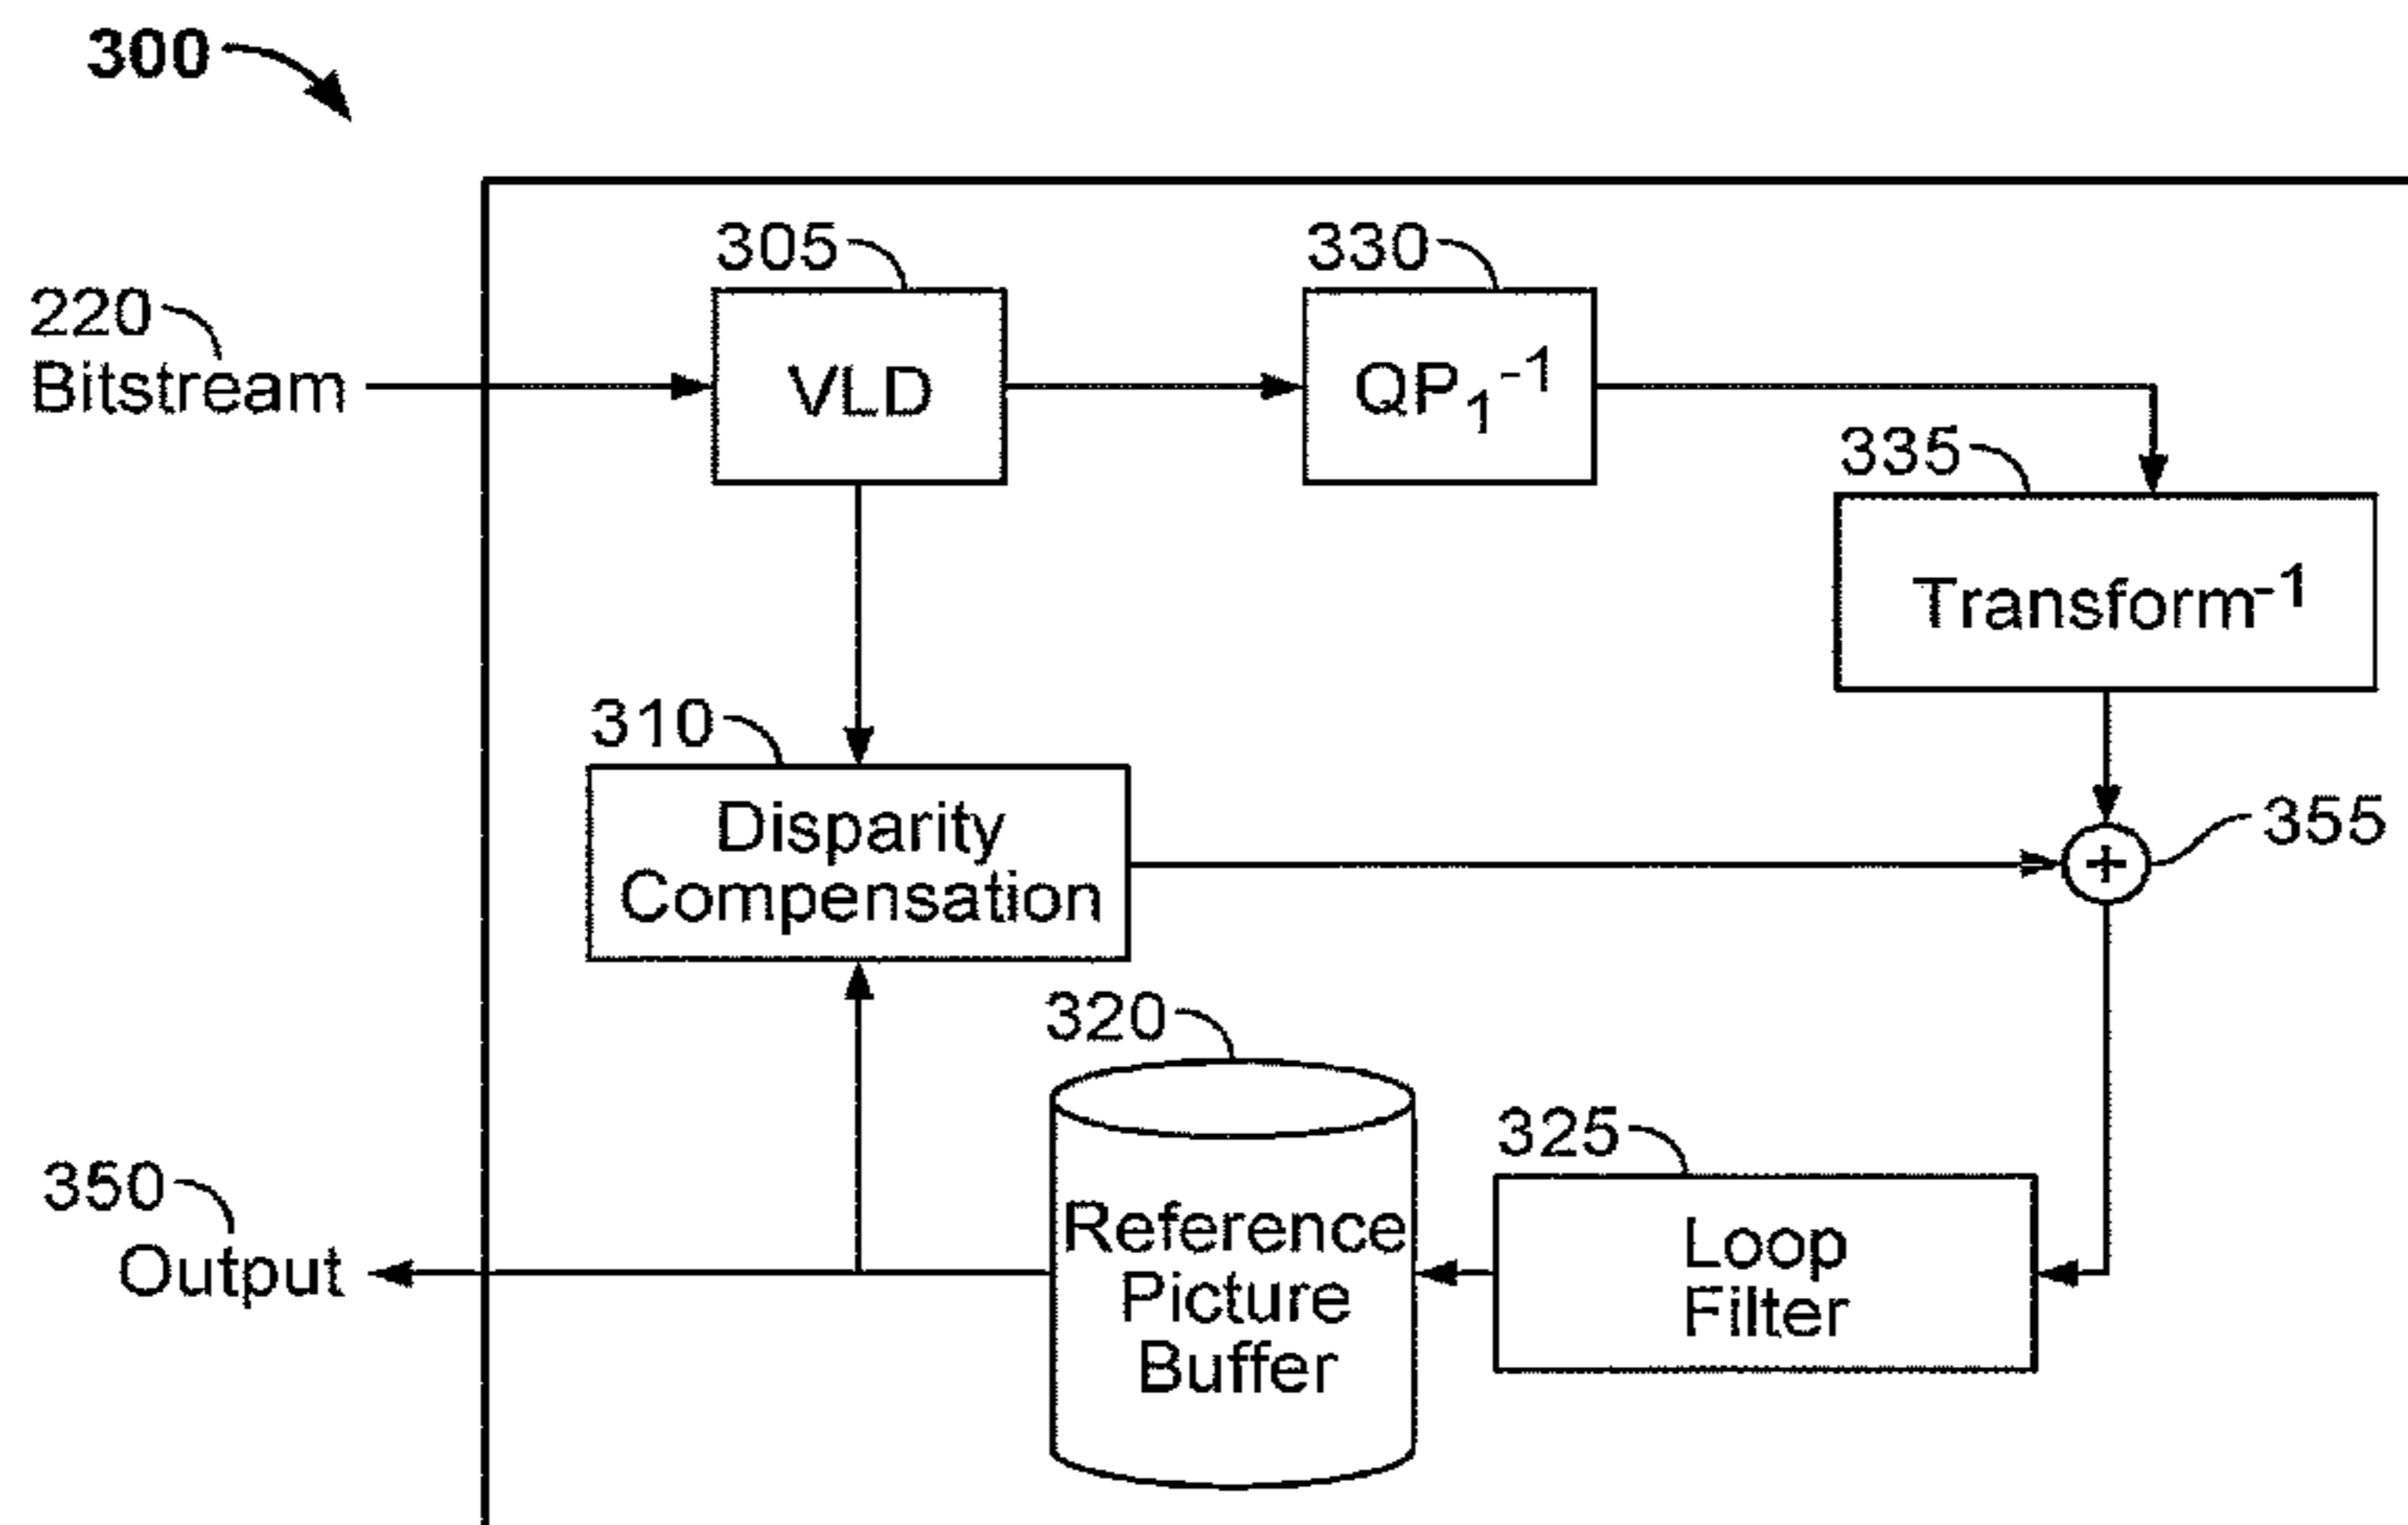 300
305
330
220
Bitstream
VLD
QP₁⁻¹
335
Transform⁻¹
310
Disparity
Compensation
+
355
320
325
350
Output
Reference
Picture
Buffer
Loop
Filter